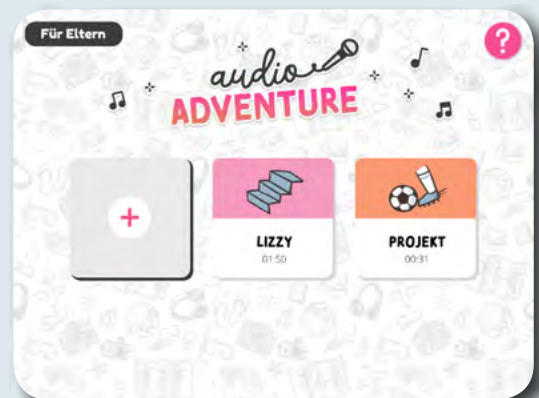 Für Eltern
?
audio
ADVENTURE
+
LIZZY
01:50
PROJEKT
00:31